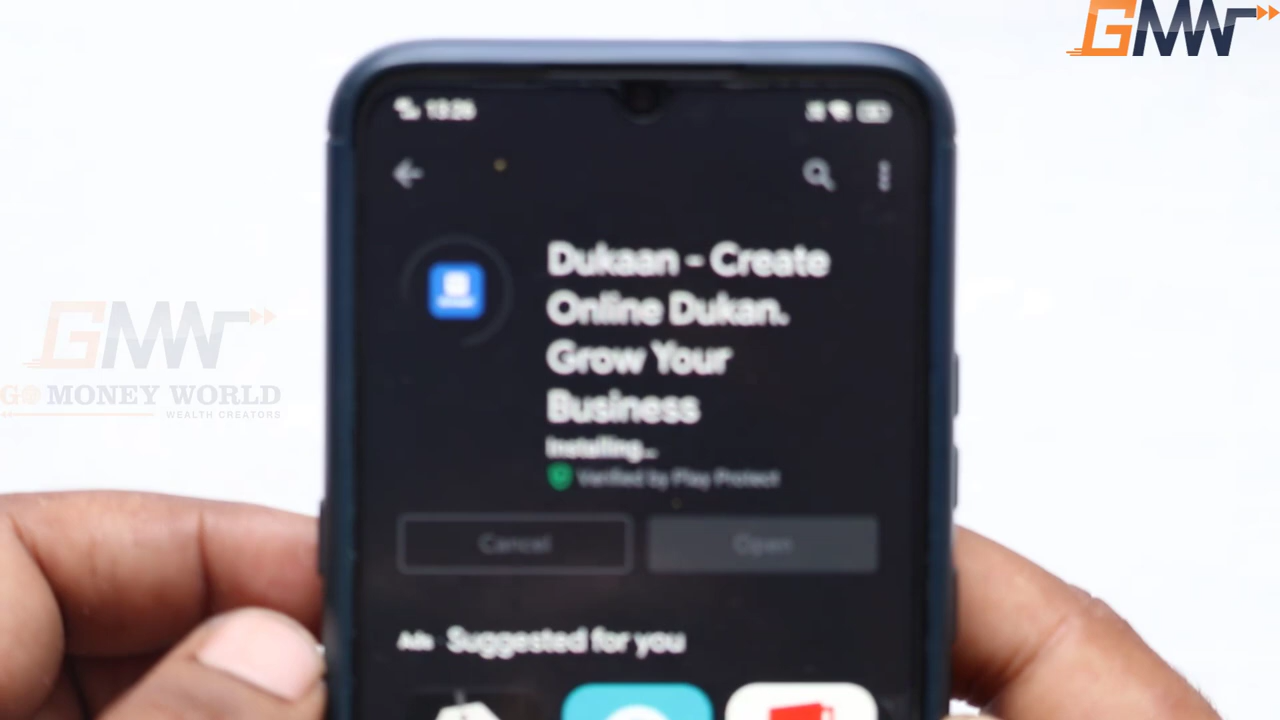 GMW
13:26
Dukaan - Create
Online Dukan.
Grow Your
Business
Installing...
Verified by Play Protect
Cancel
Open
Ads
Suggested for you
GMW
GO MONEY WORLD
WEALTH CREATORS